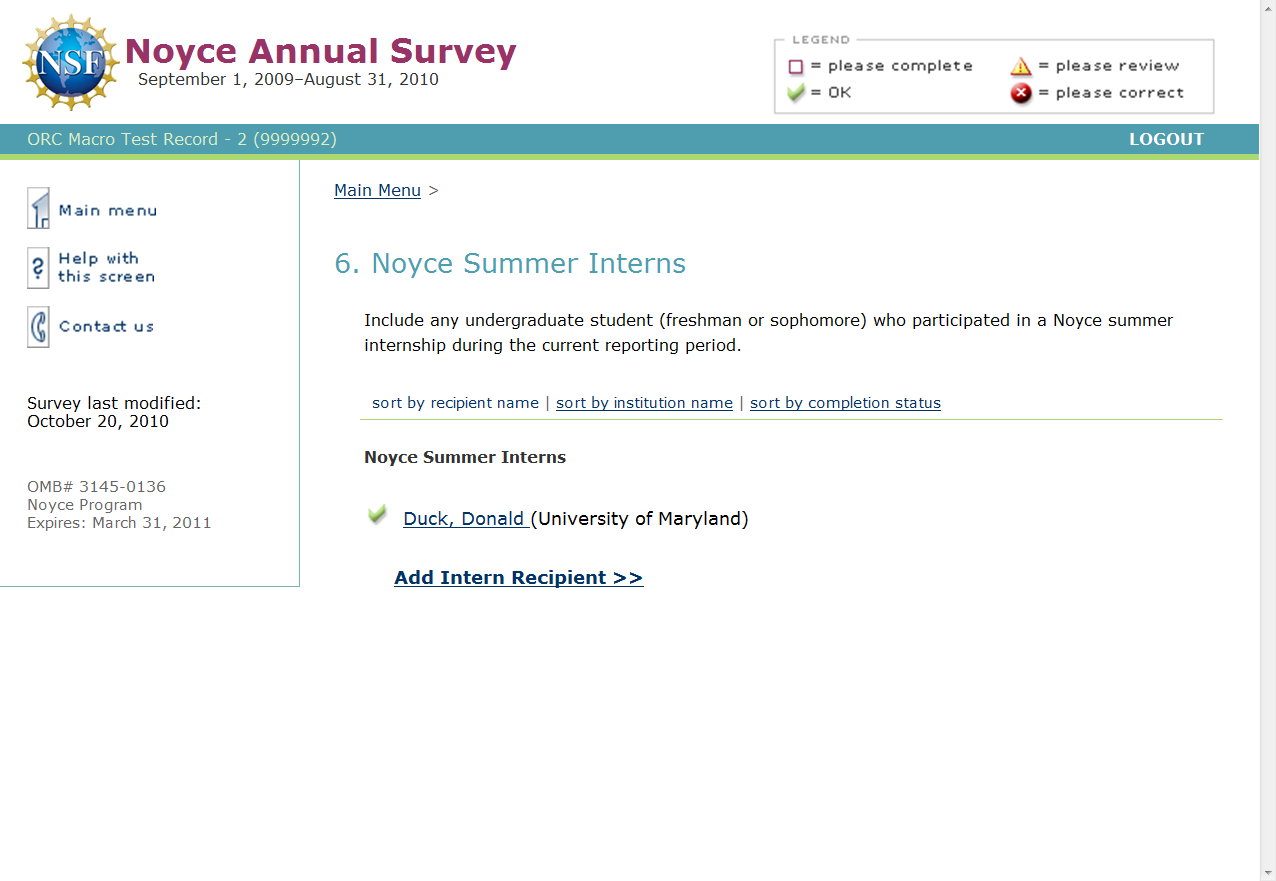 NSF
Noyce Annual Survey
September 1, 2009–August 31, 2010
LEGEND
= please complete
= please review
= OK
= please correct
ORC Macro Test Record - 2 (9999992)
LOGOUT
Main menu
Help with
this screen
Contact us
Survey last modified:
October 20, 2010
OMB# 3145-0136
Noyce Program
Expires: March 31, 2011
Main Menu >
6. Noyce Summer Interns
Include any undergraduate student (freshman or sophomore) who participated in a Noyce summer
internship during the current reporting period.
sort by recipient name | sort by institution name | sort by completion status
Noyce Summer Interns
Duck, Donald (University of Maryland)
Add Intern Recipient >>